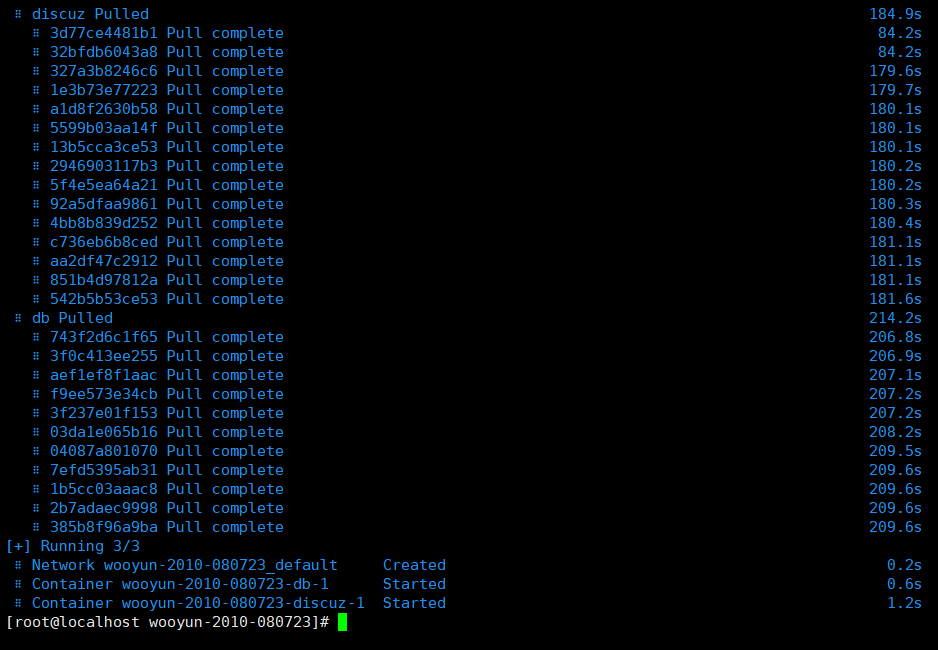 ⠿ discuz Pulled 184.9s
⠿ 3d77ce4481b1 Pull complete 84.2s
⠿ 32bfdb6043a8 Pull complete 84.2s
⠿ 327a3b8246c6 Pull complete 179.6s
⠿ 1e3b73e77223 Pull complete 179.7s
⠿ a1d8f2630b58 Pull complete 180.1s
⠿ 5599b03aa14f Pull complete 180.1s
⠿ 13b5cca3ce53 Pull complete 180.1s
⠿ 2946903117b3 Pull complete 180.2s
⠿ 5f4e5ea64a21 Pull complete 180.2s
⠿ 92a5dfaa9861 Pull complete 180.3s
⠿ 4bb8b839d252 Pull complete 180.4s
⠿ c736eb6b8ced Pull complete 181.1s
⠿ aa2df47c2912 Pull complete 181.1s
⠿ 851b4d97812a Pull complete 181.1s
⠿ 542b5b53ce53 Pull complete 181.6s
⠿ db Pulled 214.2s
⠿ 743f2d6c1f65 Pull complete 206.8s
⠿ 3f0c413ee255 Pull complete 206.9s
⠿ aef1ef8f1aac Pull complete 207.1s
⠿ f9ee573e34cb Pull complete 207.2s
⠿ 3f237e01f153 Pull complete 207.2s
⠿ 03da1e065b16 Pull complete 208.2s
⠿ 04087a801070 Pull complete 209.5s
⠿ 7efd5395ab31 Pull complete 209.6s
⠿ 1b5cc03aaac8 Pull complete 209.6s
⠿ 2b7adaec9998 Pull complete 209.6s
⠿ 385b8f96a9ba Pull complete 209.6s
[+] Running 3/3
⠿ Network wooyun-2010-080723_default Created 0.2s
⠿ Container wooyun-2010-080723-db-1 Started 0.6s
⠿ Container wooyun-2010-080723-discuz-1 Started 1.2s
[root@localhost wooyun-2010-080723]#